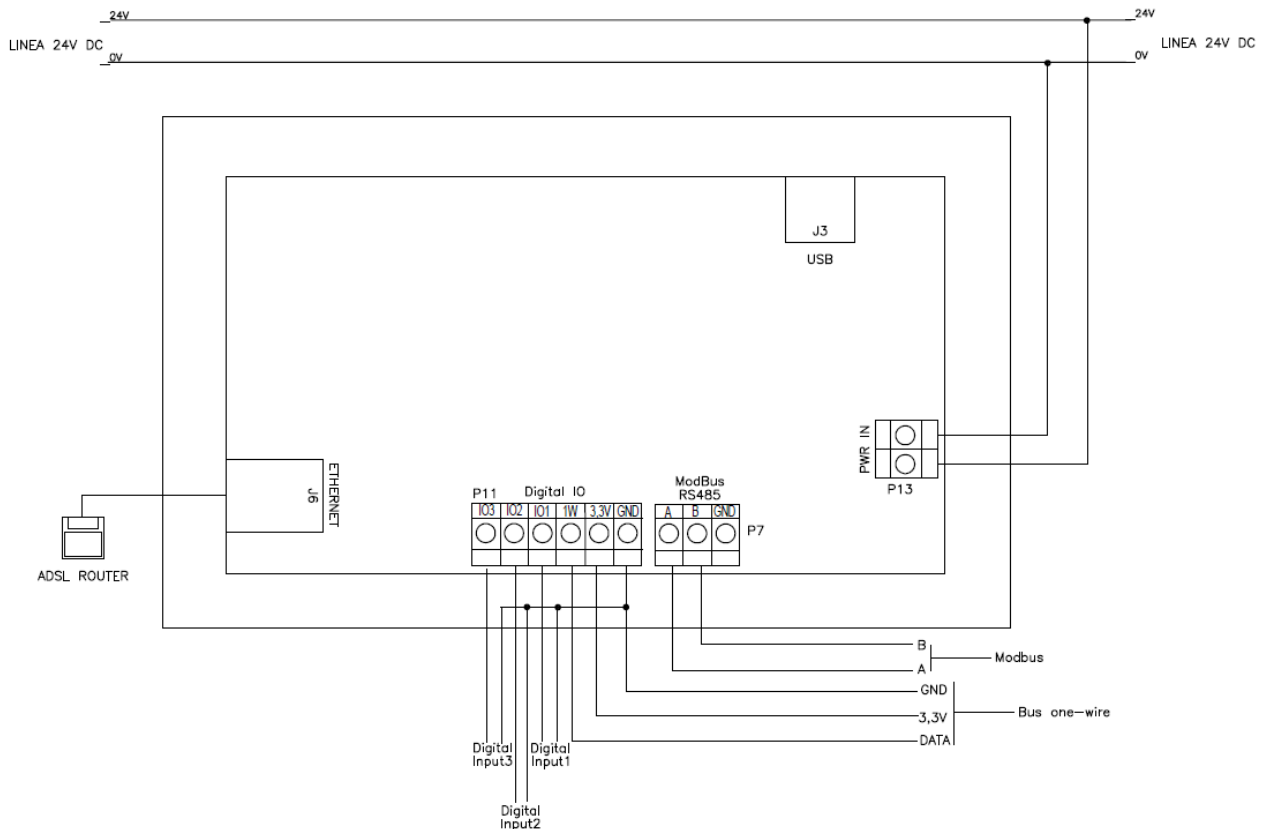 24V
24V
LINEA 24V DC
LINEA 24V DC
0V
0V
J3
USB
PWR IN
P13
ETHERNET
J6
ADSL ROUTER
P11
Digital IO
IO3 IO2 IO1 1W 3,3V GND
ModBus
RS485
A B GND
P7
B
A
Modbus
GND
3,3V
DATA
Bus one-wire
Digital
Input3
Digital
Input1
Digital
Input2